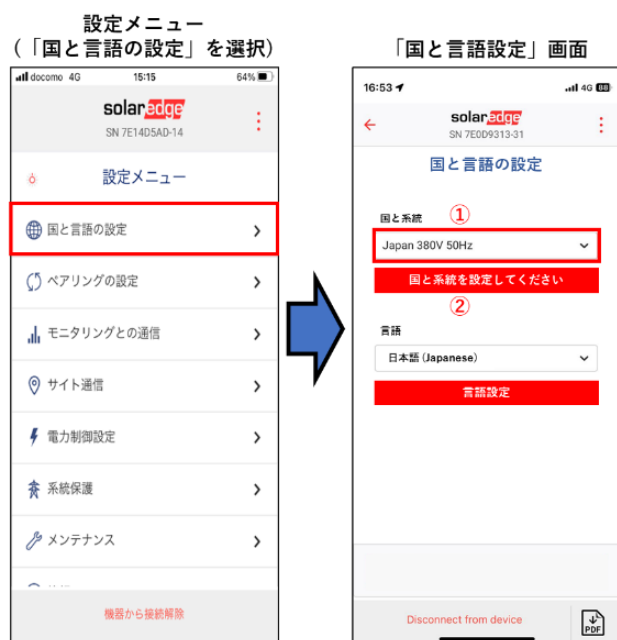 設定メニュー
(「国と言語の設定」を選択)
docomo 4G 15:15 64%
solaredge
SN 7E14D5AD-14
設定メニュー
国と言語の設定
ペアリングの設定
モニタリングとの通信
サイト通信
電力制御設定
系統保護
メンテナンス
機器から接続解除
「国と言語設定」画面
16:53 4G 88
solaredge
SN 7E0D9313-31
国と言語の設定
国と系統 ①
Japan 380V 50Hz
国と系統を設定してください
②
言語
日本語 (Japanese)
言語設定
Disconnect from device
PDF